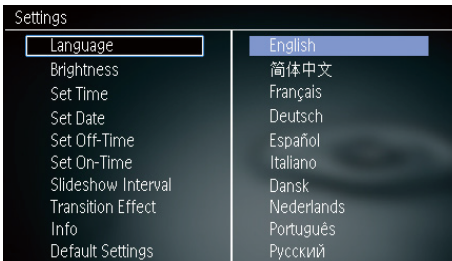 Settings
Language
Brightness
Set Time
Set Date
Set Off-Time
Set On-Time
Slideshow Interval
Transition Effect
Info
Default Settings
English
简体中文
Français
Deutsch
Español
Italiano
Dansk
Nederlands
Português
Русский